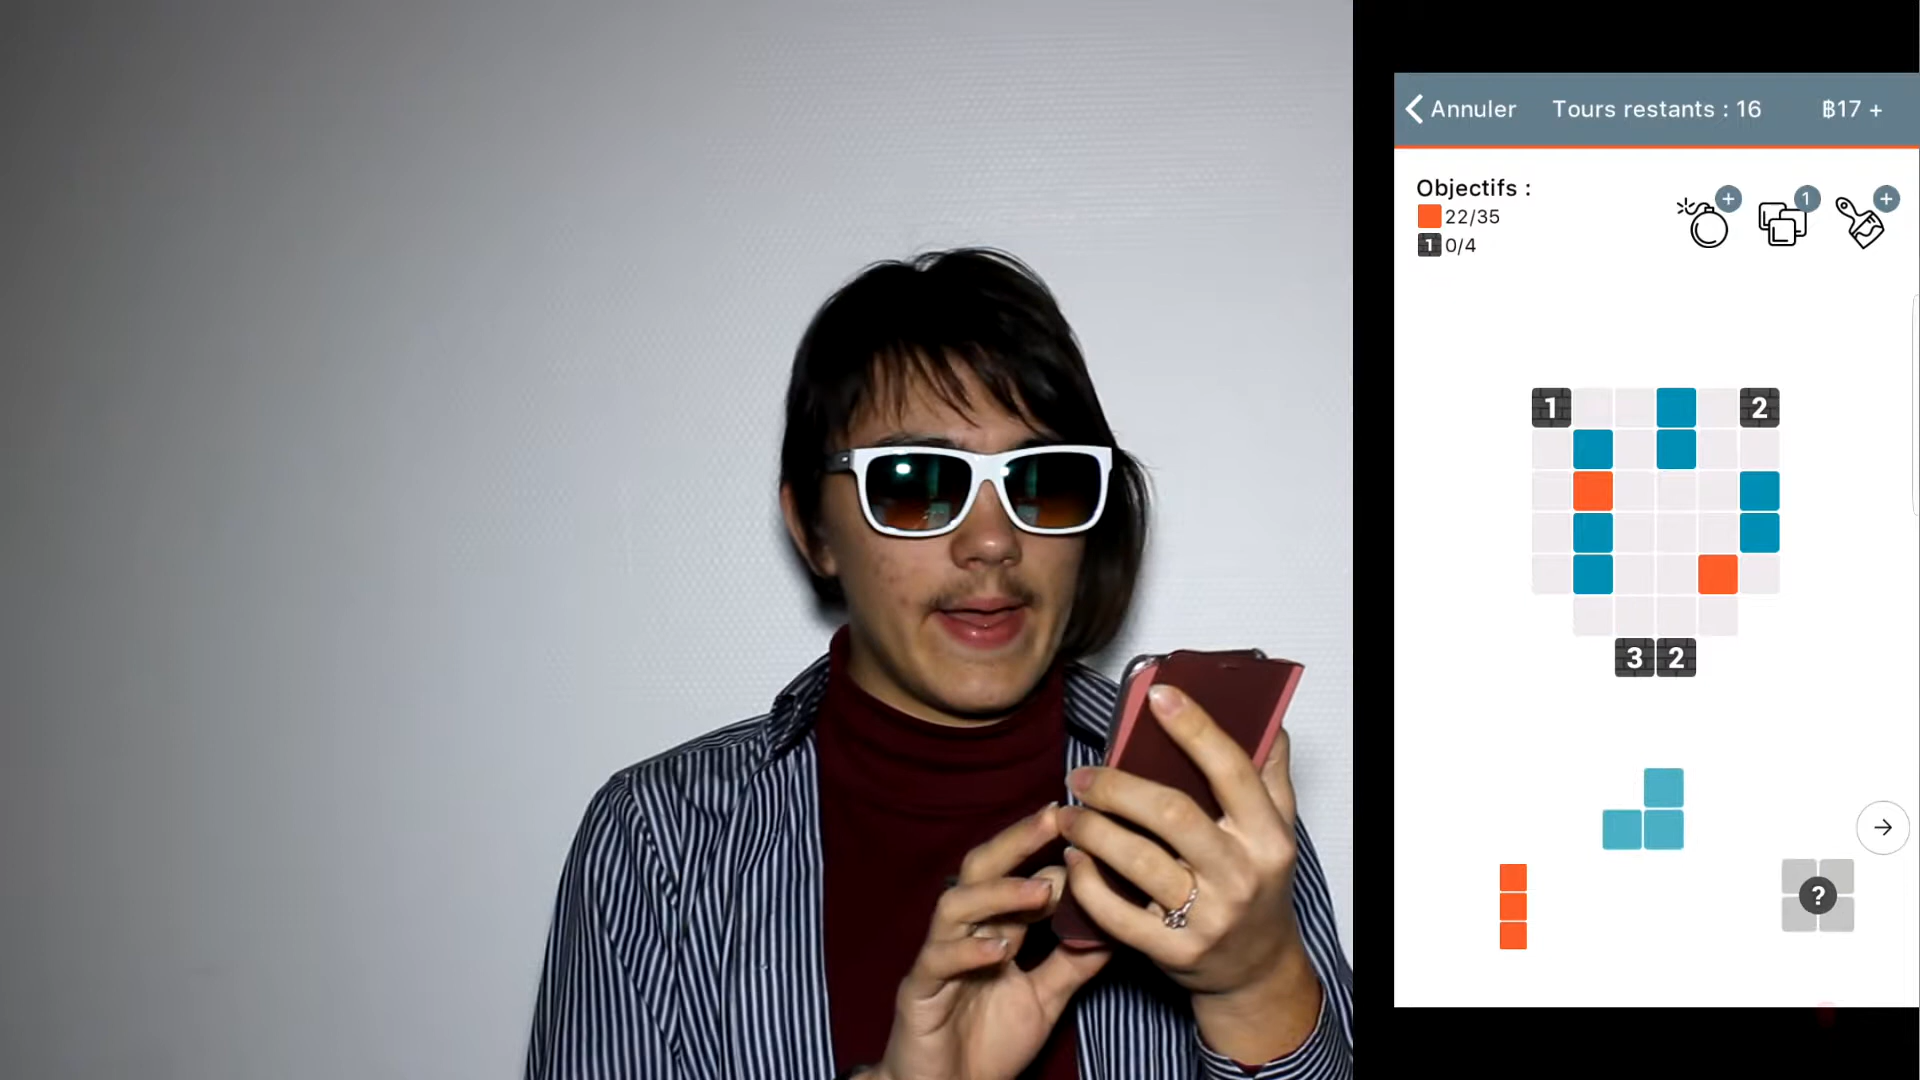 Annuler Tours restants : 16 ฿17 +
Objectifs :
22/35
1 0/4
+ 1 +
1 2
3 2
?